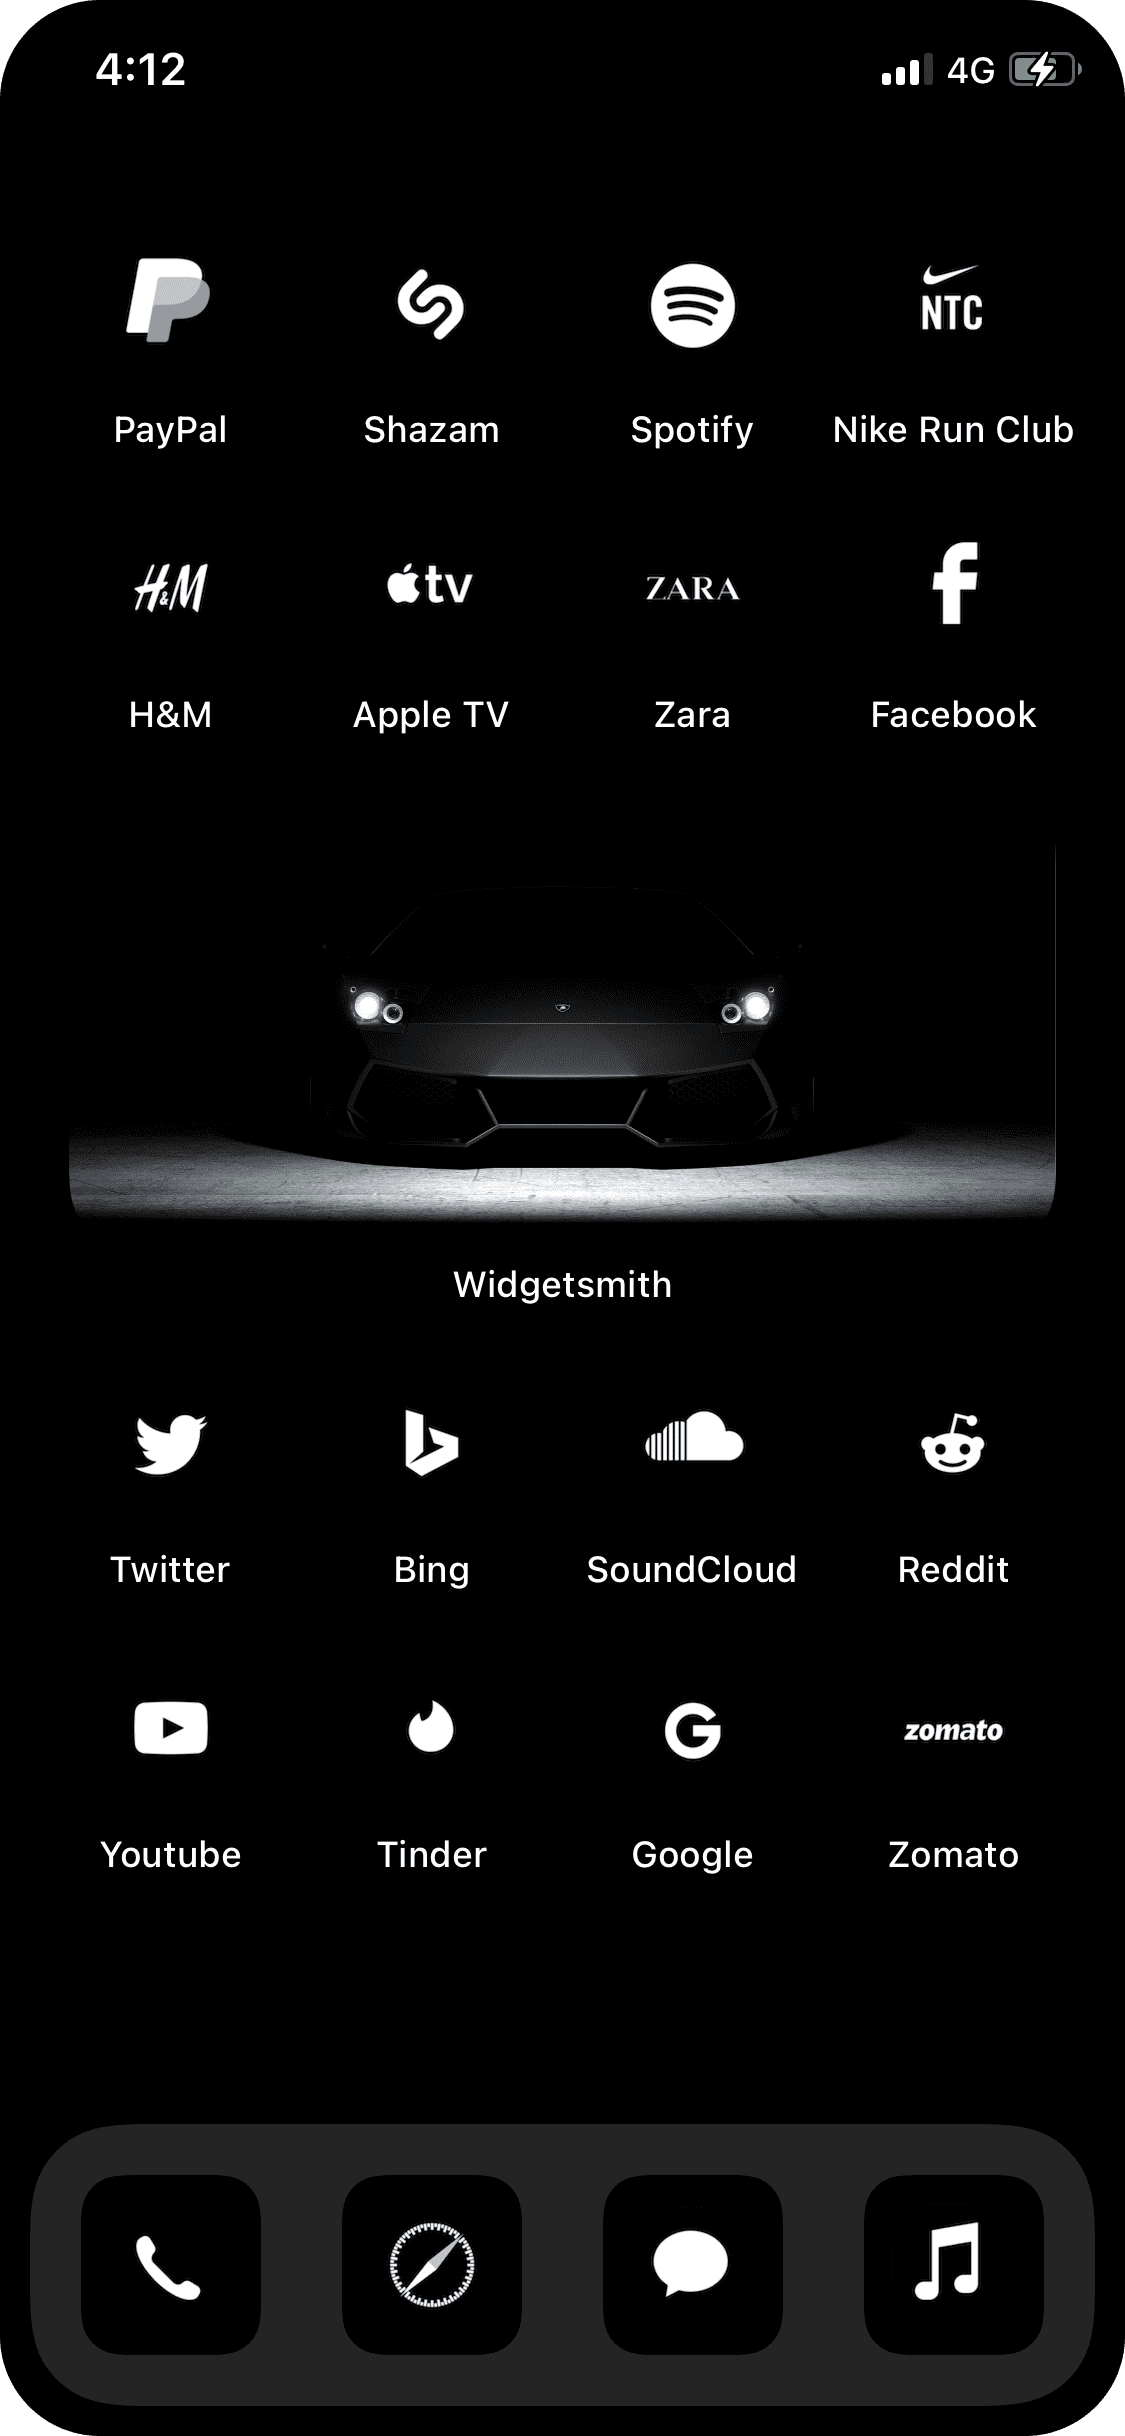 4:12 4G
NTC
PayPal Shazam Spotify Nike Run Club
H&M tv ZARA
H&M Apple TV Zara Facebook
Widgetsmith
Twitter Bing SoundCloud Reddit
zomato
Youtube Tinder Google Zomato